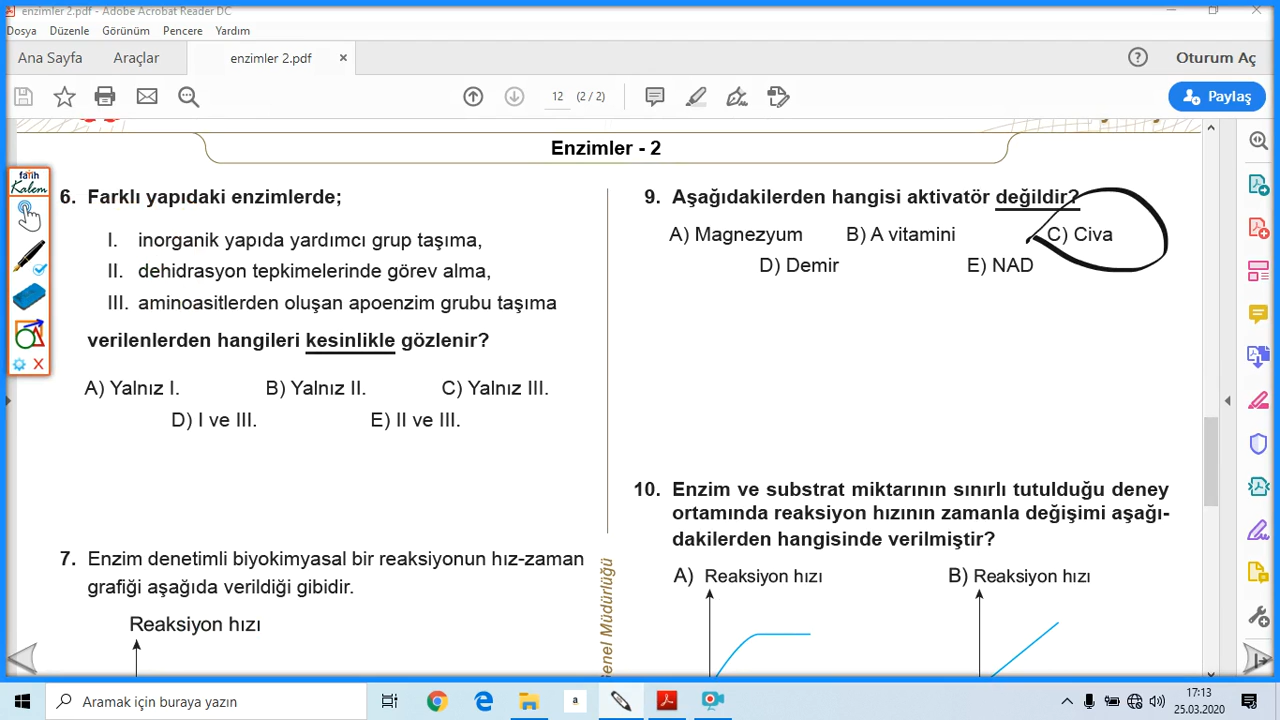 enzimler 2.pdf - Adobe Acrobat Reader DC
Dosya Düzenle Görünüm Pencere Yardım
Ana Sayfa Araçlar enzimler 2.pdf × ? Oturum Aç
12 (2 / 2) Paylaş
Enzimler - 2
fatih
Kalem
6. Farklı yapıdaki enzimlerde;
I. inorganik yapıda yardımcı grup taşıma,
II. dehidrasyon tepkimelerinde görev alma,
III. aminoasitlerden oluşan apoenzim grubu taşıma
verilenlerden hangileri kesinlikle gözlenir?
A) Yalnız I. B) Yalnız II. C) Yalnız III.
D) I ve III. E) II ve III.
7. Enzim denetimli biyokimyasal bir reaksiyonun hız-zaman
grafiği aşağıda verildiği gibidir.
Reaksiyon hızı
Genel Müdürlüğü
9. Aşağıdakilerden hangisi aktivatör değildir?
A) Magnezyum B) A vitamini C) Civa
D) Demir E) NAD
10. Enzim ve substrat miktarının sınırlı tutulduğu deney
ortamında reaksiyon hızının zamanla değişimi aşağı-
dakilerden hangisinde verilmiştir?
A) Reaksiyon hızı B) Reaksiyon hızı
Aramak için buraya yazın
a
17:13
25.03.2020